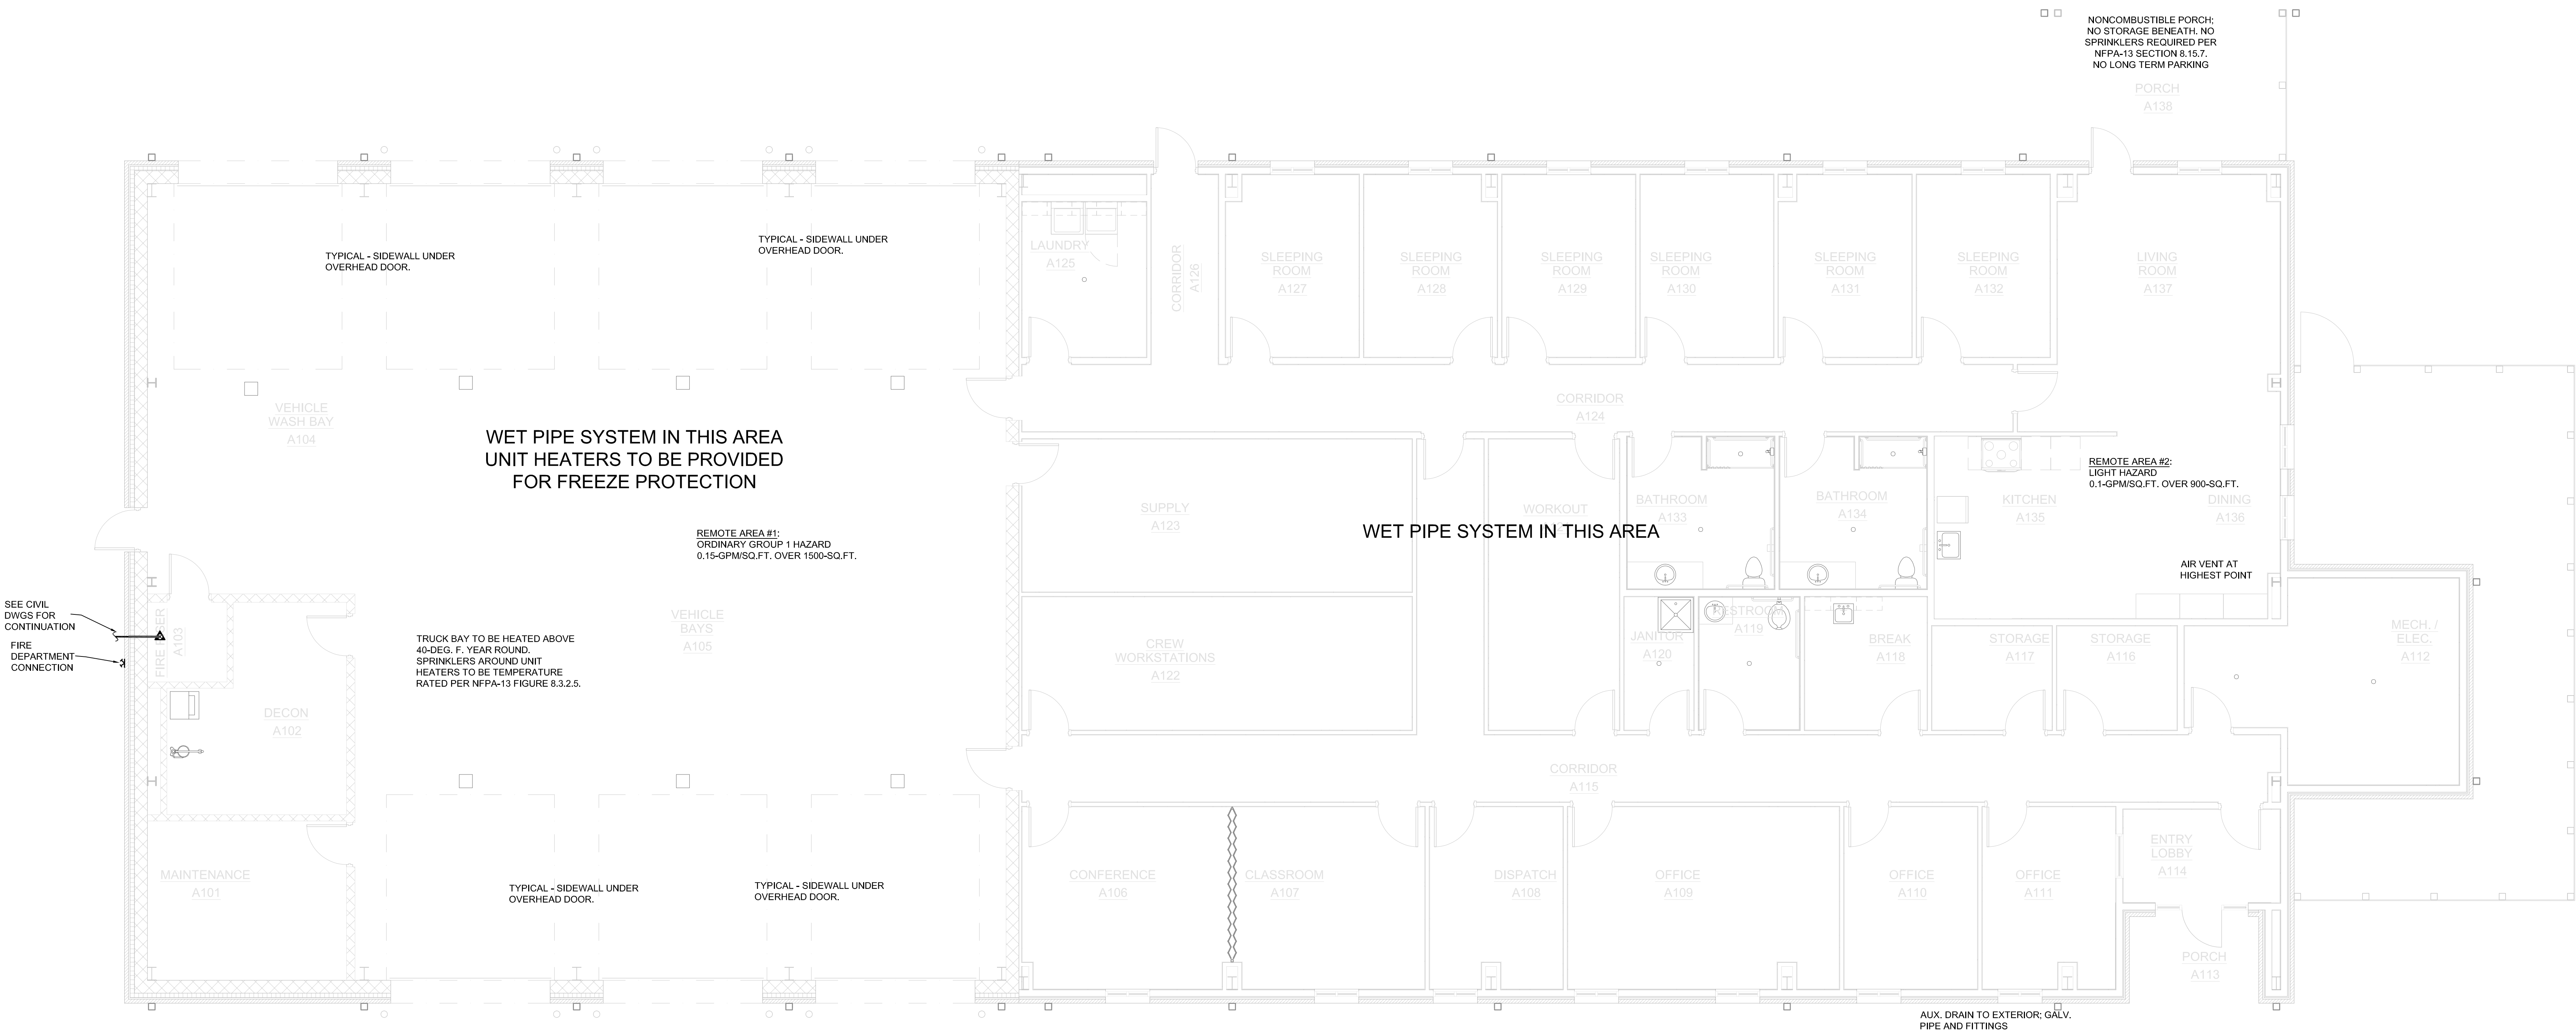 NONCOMBUSTIBLE PORCH;
NO STORAGE BENEATH. NO
SPRINKLERS REQUIRED PER
NFPA-13 SECTION 8.15.7.
NO LONG TERM PARKING
PORCH
A138
TYPICAL - SIDEWALL UNDER
OVERHEAD DOOR.
TYPICAL - SIDEWALL UNDER
OVERHEAD DOOR.
LAUNDRY
A125
CORRIDOR
A126
SLEEPING
ROOM
A127
SLEEPING
ROOM
A128
SLEEPING
ROOM
A129
SLEEPING
ROOM
A130
SLEEPING
ROOM
A131
SLEEPING
ROOM
A132
LIVING
ROOM
A137
VEHICLE
WASH BAY
A104
CORRIDOR
A124
WET PIPE SYSTEM IN THIS AREA
UNIT HEATERS TO BE PROVIDED
FOR FREEZE PROTECTION
REMOTE AREA #1:
ORDINARY GROUP 1 HAZARD
0.15-GPM/SQ.FT. OVER 1500-SQ.FT.
SUPPLY
A123
WORKOUT
WET PIPE SYSTEM IN THIS AREA
BATHROOM
A133
BATHROOM
A134
KITCHEN
A135
REMOTE AREA #2:
LIGHT HAZARD
0.1-GPM/SQ.FT. OVER 900-SQ.FT.
DINING
A136
AIR VENT AT
HIGHEST POINT
SEE CIVIL
DWGS FOR
CONTINUATION
FIRE
DEPARTMENT
CONNECTION
FIRE RISER
A103
DECON
A102
TRUCK BAY TO BE HEATED ABOVE
40-DEG. F. YEAR ROUND.
SPRINKLERS AROUND UNIT
HEATERS TO BE TEMPERATURE
RATED PER NFPA-13 FIGURE 8.3.2.5.
VEHICLE
BAYS
A105
CREW
WORKSTATIONS
A122
JANITOR
A120
RESTROOM
A119
BREAK
A118
STORAGE
A117
STORAGE
A116
MECH. /
ELEC.
A112
CORRIDOR
A115
MAINTENANCE
A101
TYPICAL - SIDEWALL UNDER
OVERHEAD DOOR.
TYPICAL - SIDEWALL UNDER
OVERHEAD DOOR.
CONFERENCE
A106
CLASSROOM
A107
DISPATCH
A108
OFFICE
A109
OFFICE
A110
OFFICE
A111
ENTRY
LOBBY
A114
PORCH
A113
AUX. DRAIN TO EXTERIOR; GALV.
PIPE AND FITTINGS